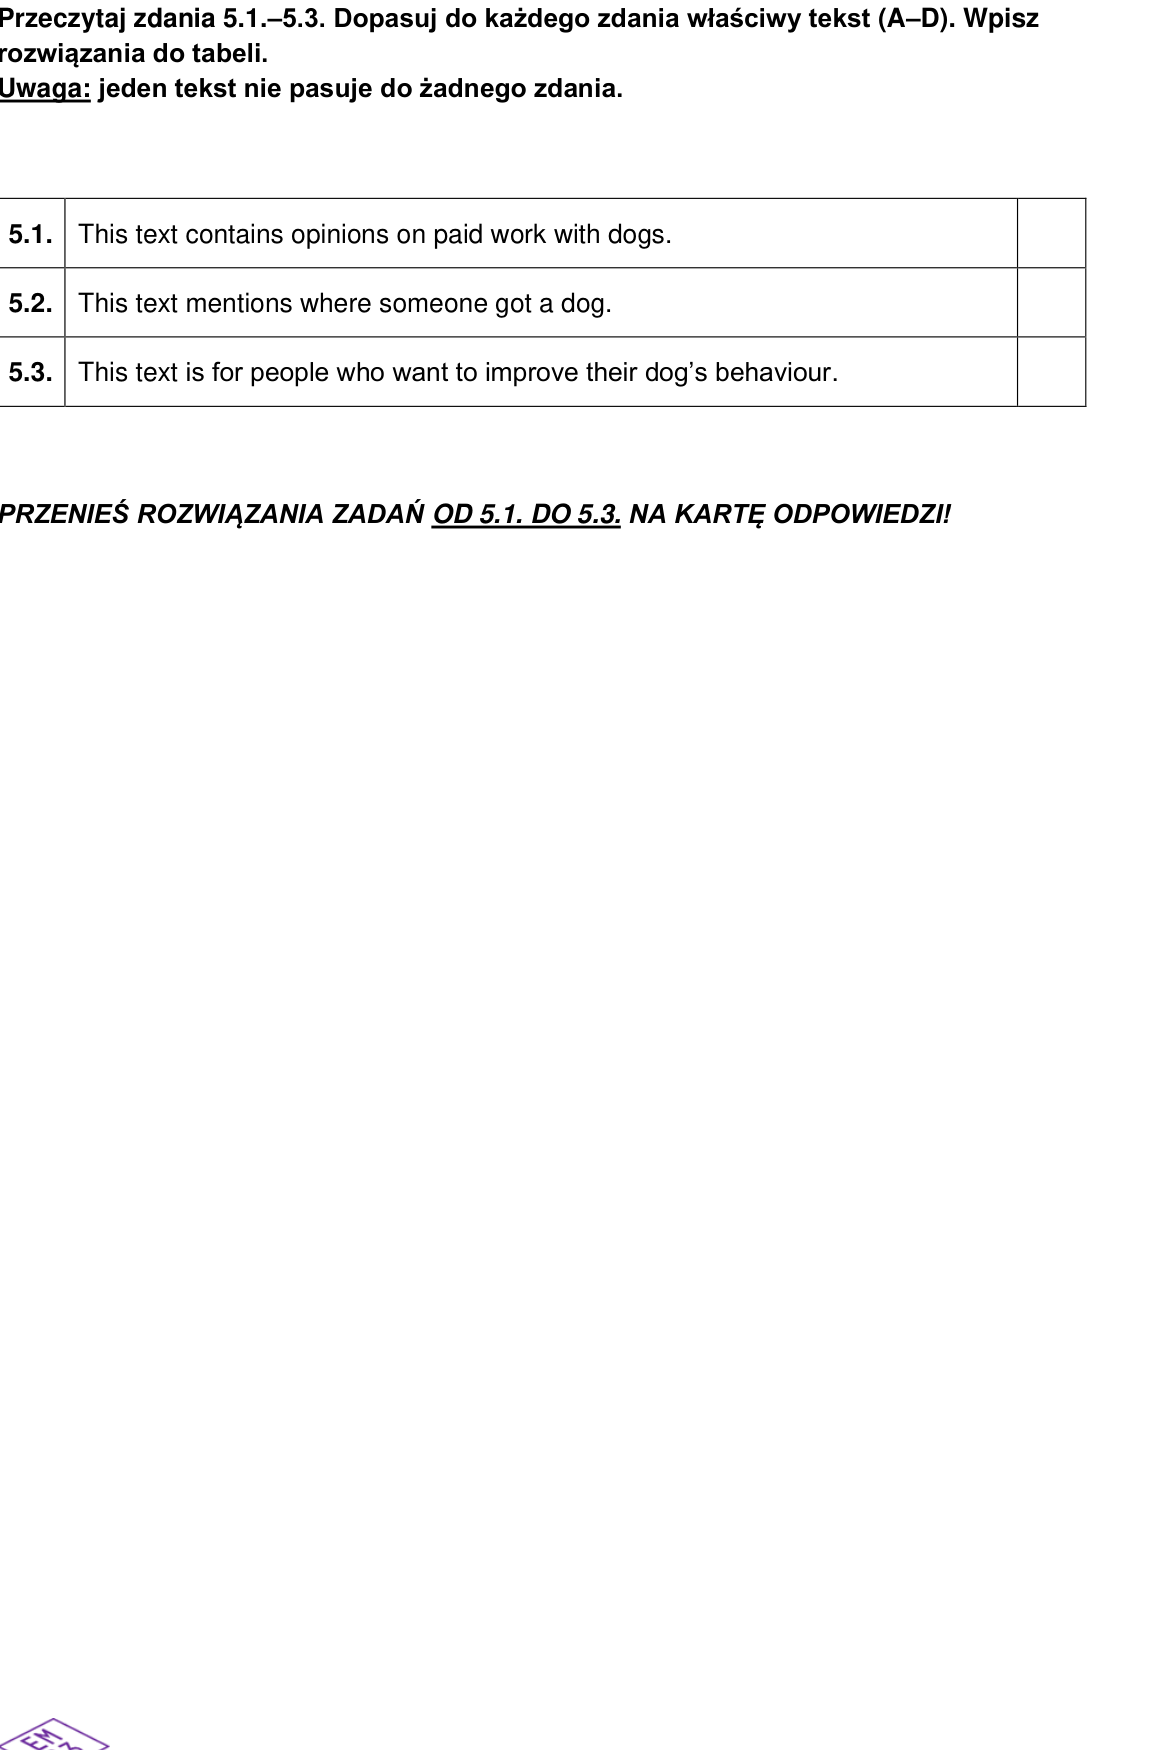 Przeczytaj zdania 5.1.–5.3. Dopasuj do każdego zdania właściwy tekst (A–D). Wpisz
rozwiązania do tabeli.
Uwaga: jeden tekst nie pasuje do żadnego zdania.
5.1. This text contains opinions on paid work with dogs.
5.2. This text mentions where someone got a dog.
5.3. This text is for people who want to improve their dog’s behaviour.
PRZENIEŚ ROZWIĄZANIA ZADAŃ OD 5.1. DO 5.3. NA KARTĘ ODPOWIEDZI!